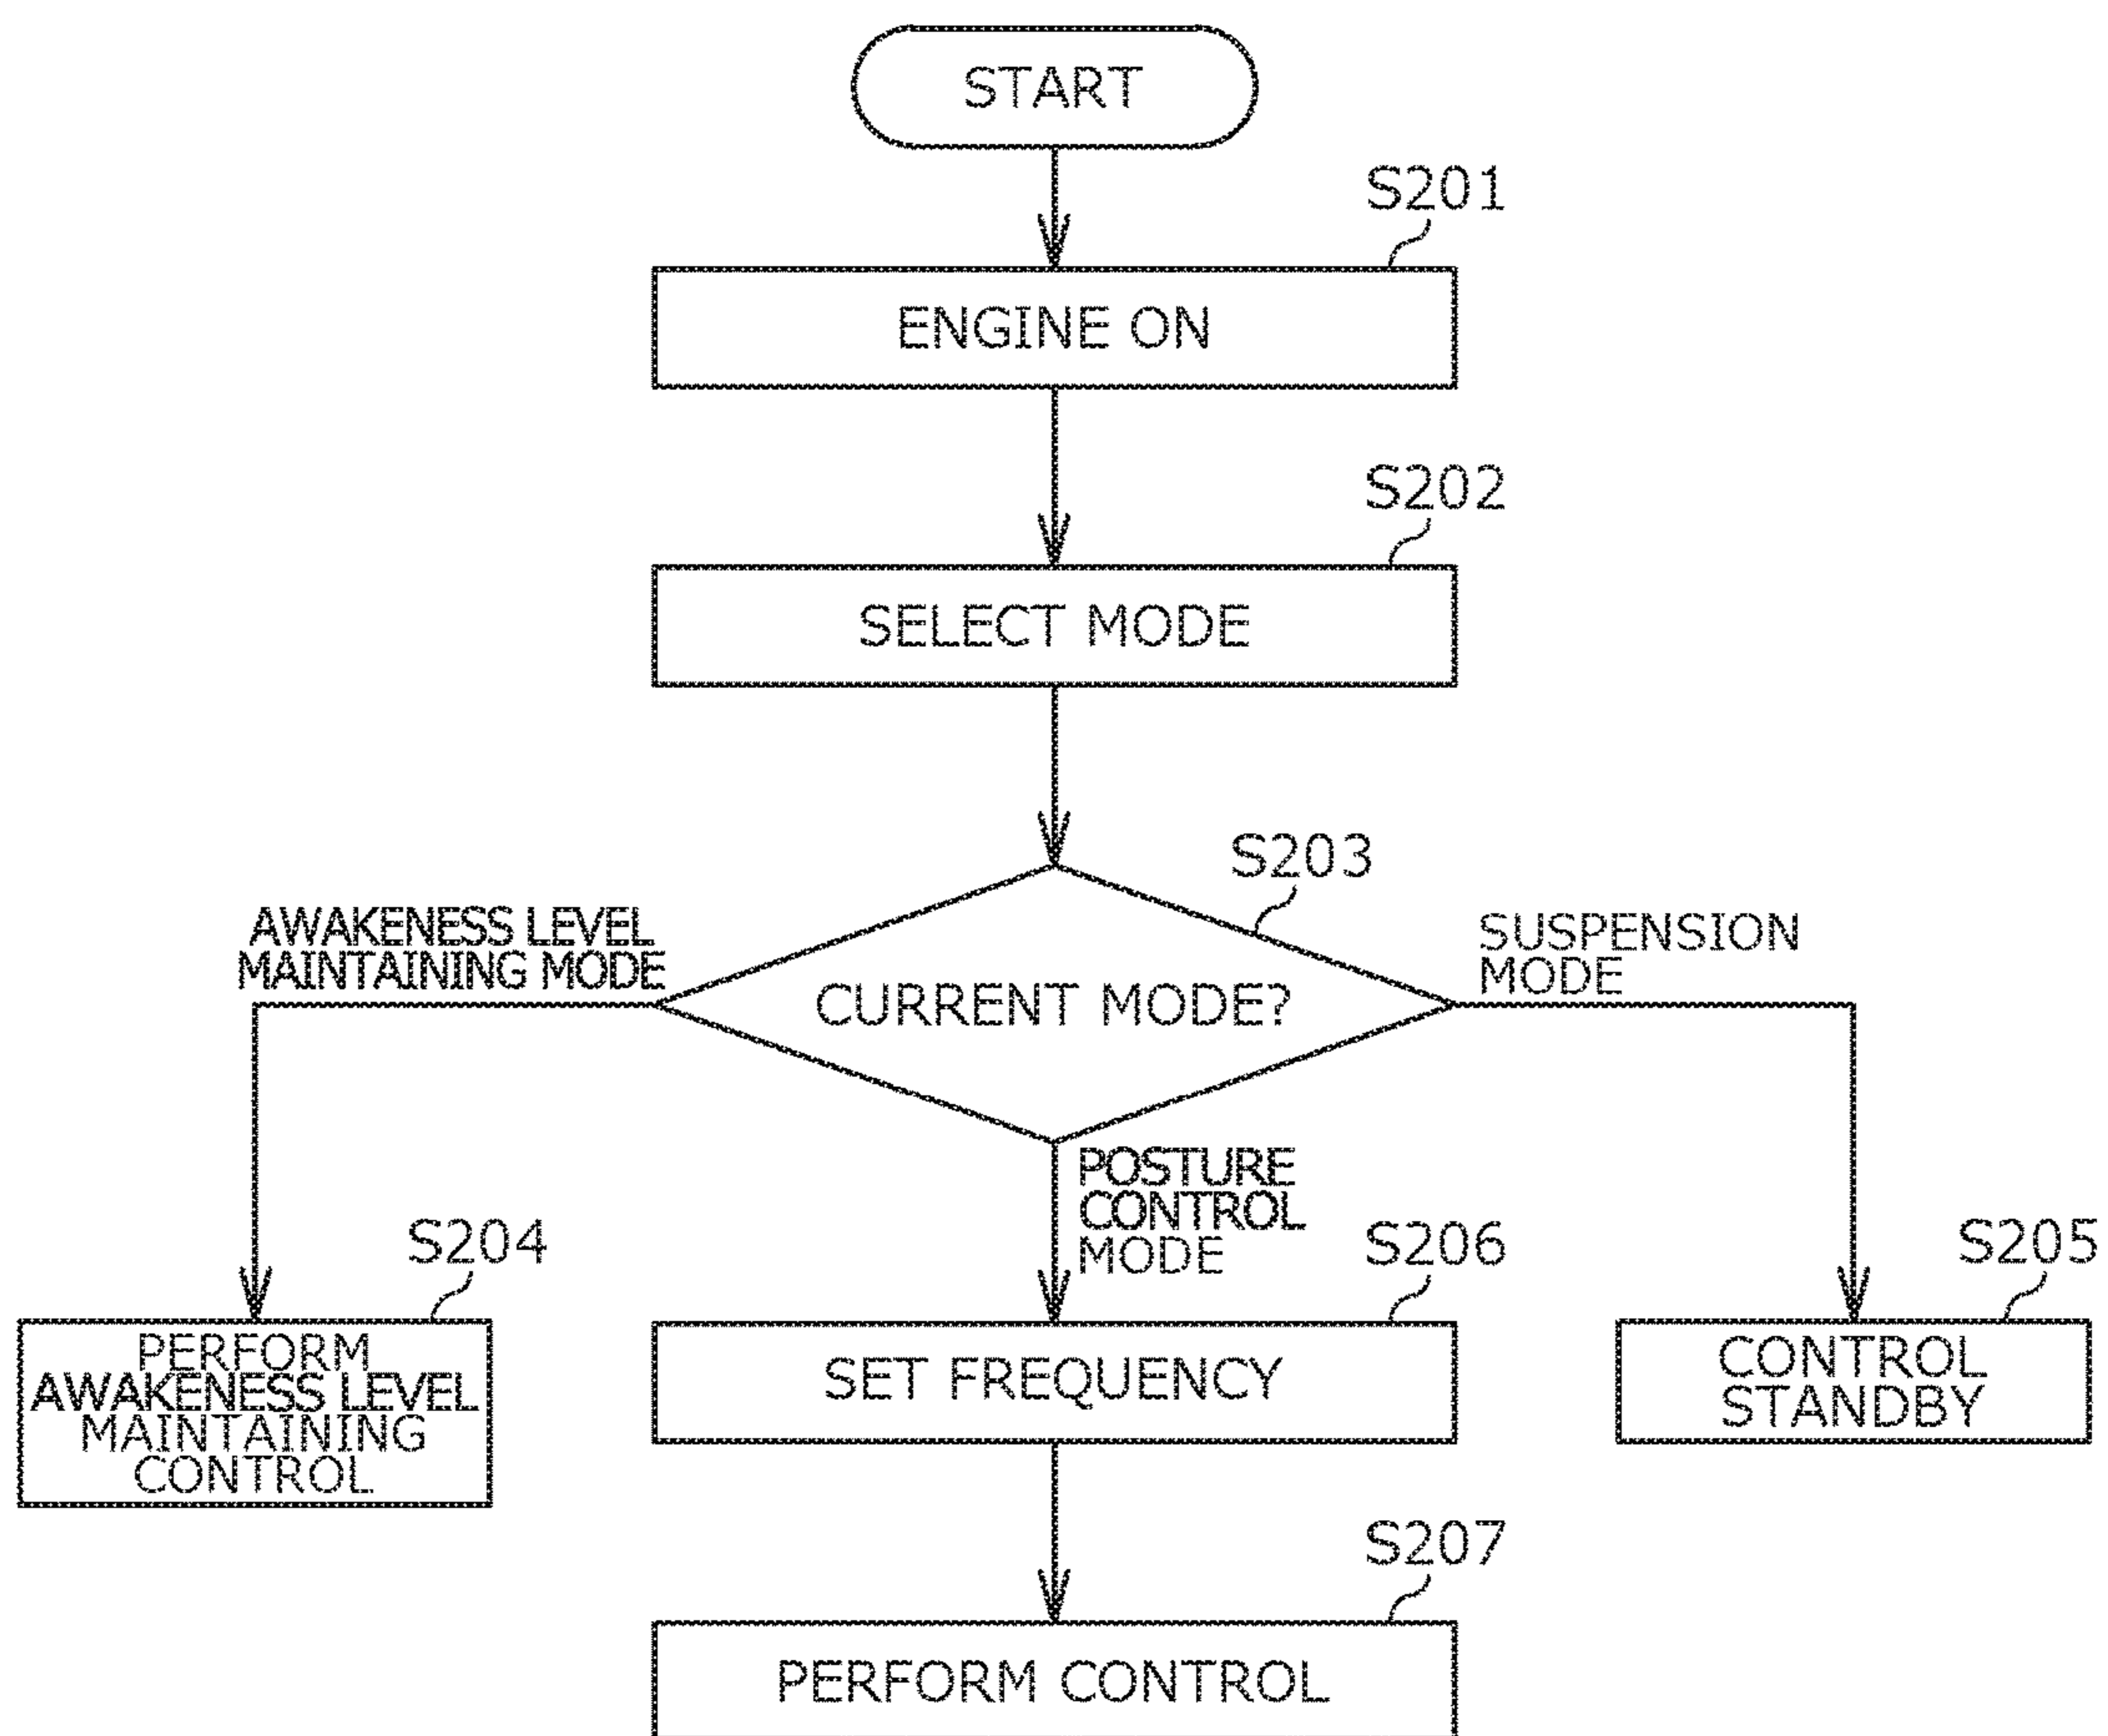 START
S201
ENGINE ON
S202
SELECT MODE
S203
AWAKENESS LEVEL
MAINTAINING MODE
SUSPENSION
MODE
CURRENT MODE?
POSTURE
CONTROL
MODE
S204
PERFORM
AWAKENESS LEVEL
MAINTAINING
CONTROL
S206
SET FREQUENCY
S205
CONTROL
STANDBY
S207
PERFORM CONTROL